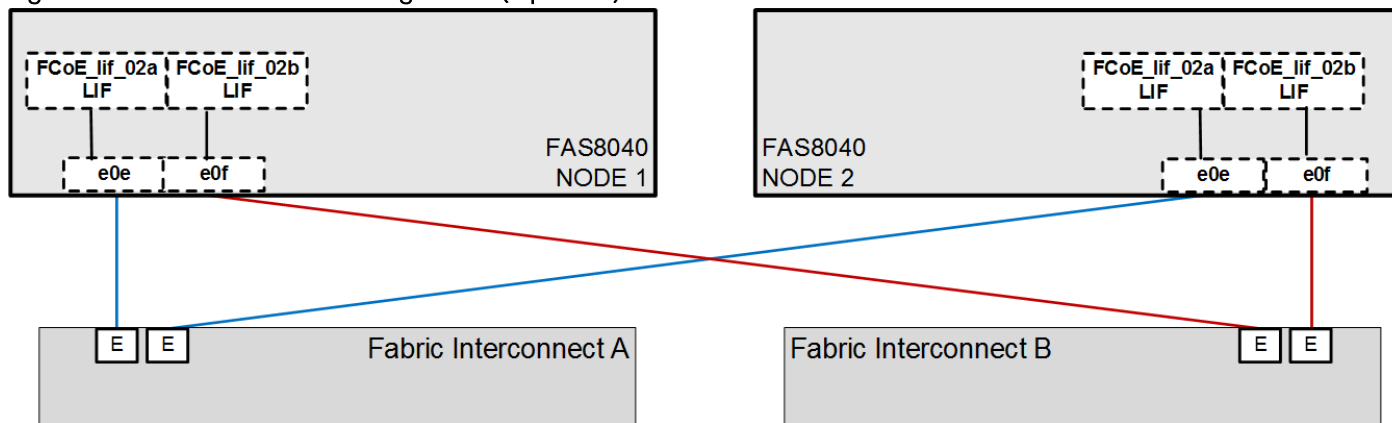 FCoE_lif_02a
LIF
FCoE_lif_02b
LIF
e0e
e0f
FAS8040
NODE 1
FAS8040
NODE 2
FCoE_lif_02a
LIF
FCoE_lif_02b
LIF
e0e
e0f
E
E
Fabric Interconnect A
Fabric Interconnect B
E
E